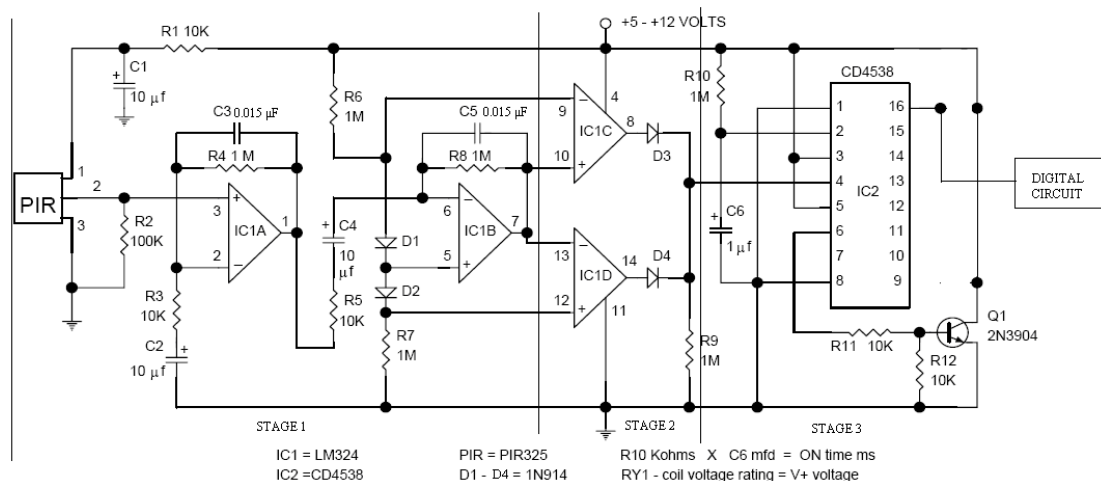 +5 - +12 VOLTS
R1 10K
CD4538
C1
10 µf
R6
1M
C3 0.015 µF
C5 0.015 µF
R4 1 M
R8 1M
4
9
8
10
IC1C
D3
R10
1M
1
2
3
4
5
6
7
8
16
15
14
13
12
11
10
9
IC2
DIGITAL
CIRCUIT
PIR
1
2
3
R2
100K
3
2
1
IC1A
C4
10
µf
D1
D2
6
5
7
IC1B
13
12
14
11
IC1D
D4
C6
1µf
R3
10K
C2
10 µf
R5
10K
R7
1M
R9
1M
R11 10K
R12
10K
Q1
2N3904
STAGE 1
STAGE 2
STAGE 3
IC1 = LM324
PIR = PIR325
R10 Kohms X C6 mfd = ON time ms
IC2 =CD4538
D1 - D4 = 1N914
RY1 - coil voltage rating = V+ voltage